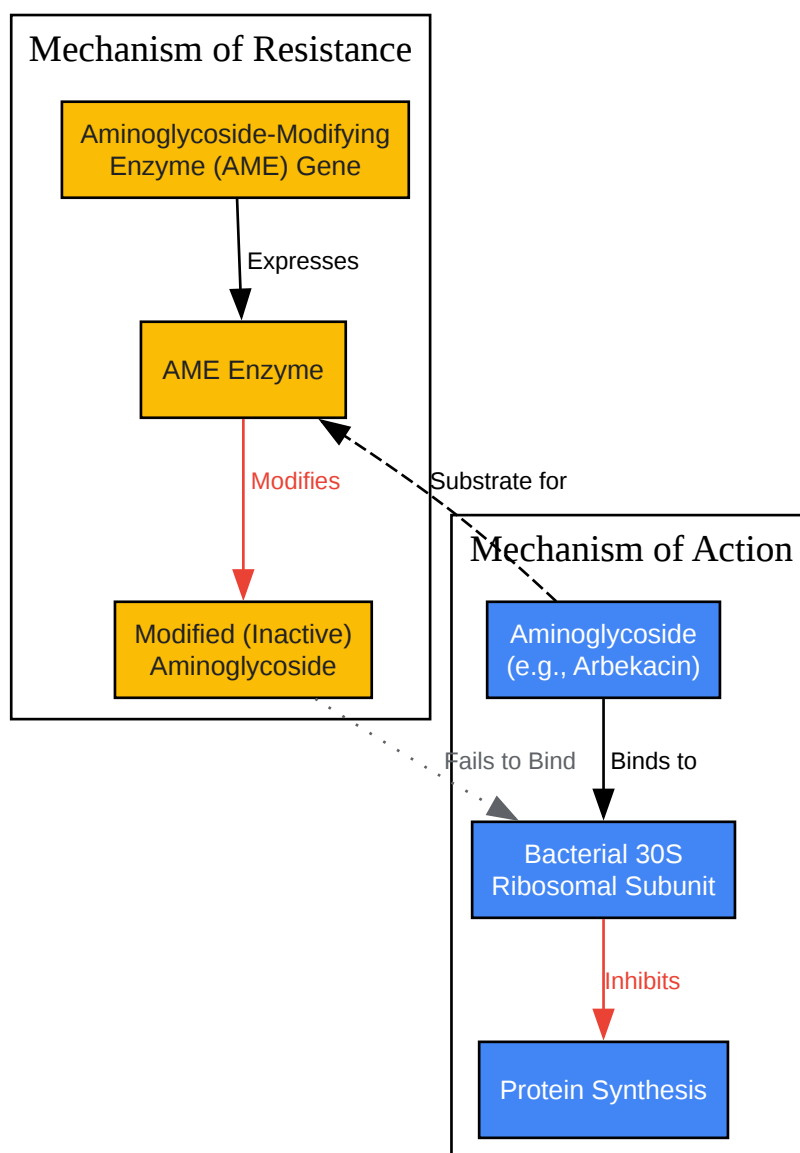 Mechanism of Resistance
Aminoglycoside-Modifying
Enzyme (AME) Gene
Expresses
AME Enzyme
Modifies
Substrate for
Mechanism of Action
Modified (Inactive)
Aminoglycoside
Aminoglycoside
(e.g., Arbekacin)
Fails to Bind
Binds to
Bacterial 30S
Ribosomal Subunit
Inhibits
Protein Synthesis